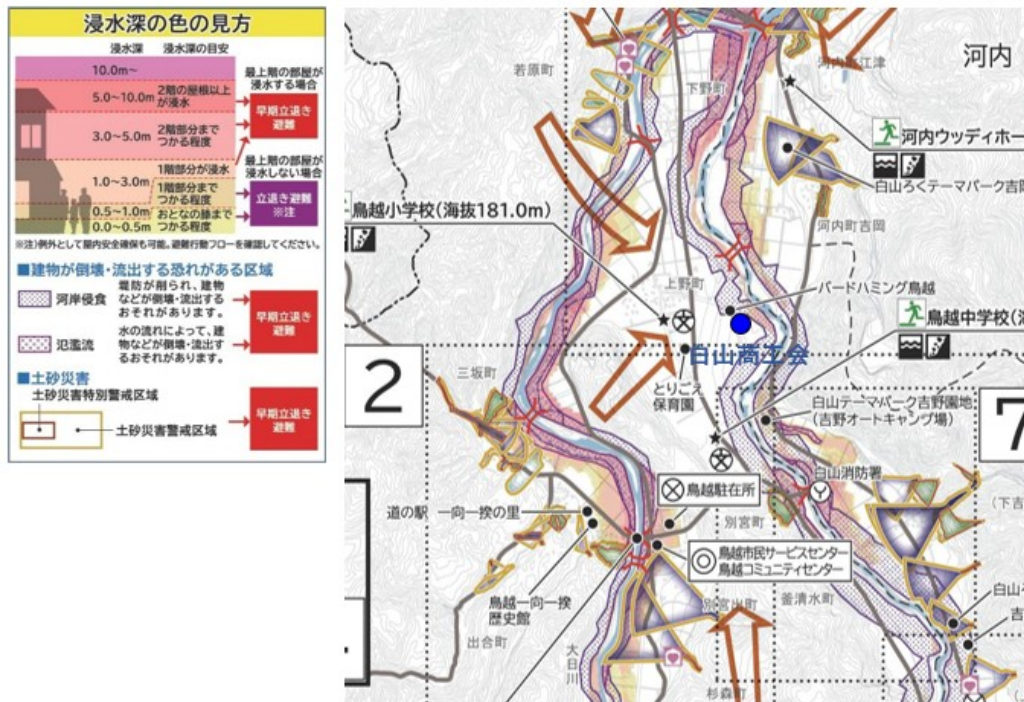 浸水深の色の見方
浸水深 浸水深の目安
10.0m~
5.0~10.0m 2階の屋根以上が浸水
3.0~5.0m 2階部分までつかる程度
1.0~3.0m 1階部分が浸水
1階部分までつかる程度
0.5~1.0m おとなの膝までつかる程度
0.0~0.5m
最上階の部屋が
浸水する場合
早期立退き
避難
最上階の部屋が
浸水しない場合
立退き避難
※注
※注)例外として屋内安全確保も可能。避難行動フローを確認してください。
■建物が倒壊・流出する恐れがある区域
河岸侵食
堤防が削られ、建物
などが倒壊・流出する
おそれがあります。
早期立退き
避難
氾濫流
水の流れによって、建
物などが倒壊・流出す
るおそれがあります。
■土砂災害
土砂災害特別警戒区域
土砂災害警戒区域
早期立退き
避難
若原町
下野町
河内町江津
河内
河内ウッディホー
白山ろくテーマパーク吉岡
河内町吉岡
鳥越小学校(海抜181.0m)
上野町
バードハミング鳥越
鳥越中学校(海
白山商工会
2
三坂町
とりごえ
保育園
白山テーマパーク吉野園地
(吉野オートキャンプ場)
7
白山消防署
鳥越駐在所
道の駅 一向一揆の里
別宮町
(下吉
鳥越市民サービスセンター
鳥越コミュニティセンター
鳥越一向一揆
歴史館
別宮出町
釜清水町
白山ろ
吉
出合町
大日川
杉森町